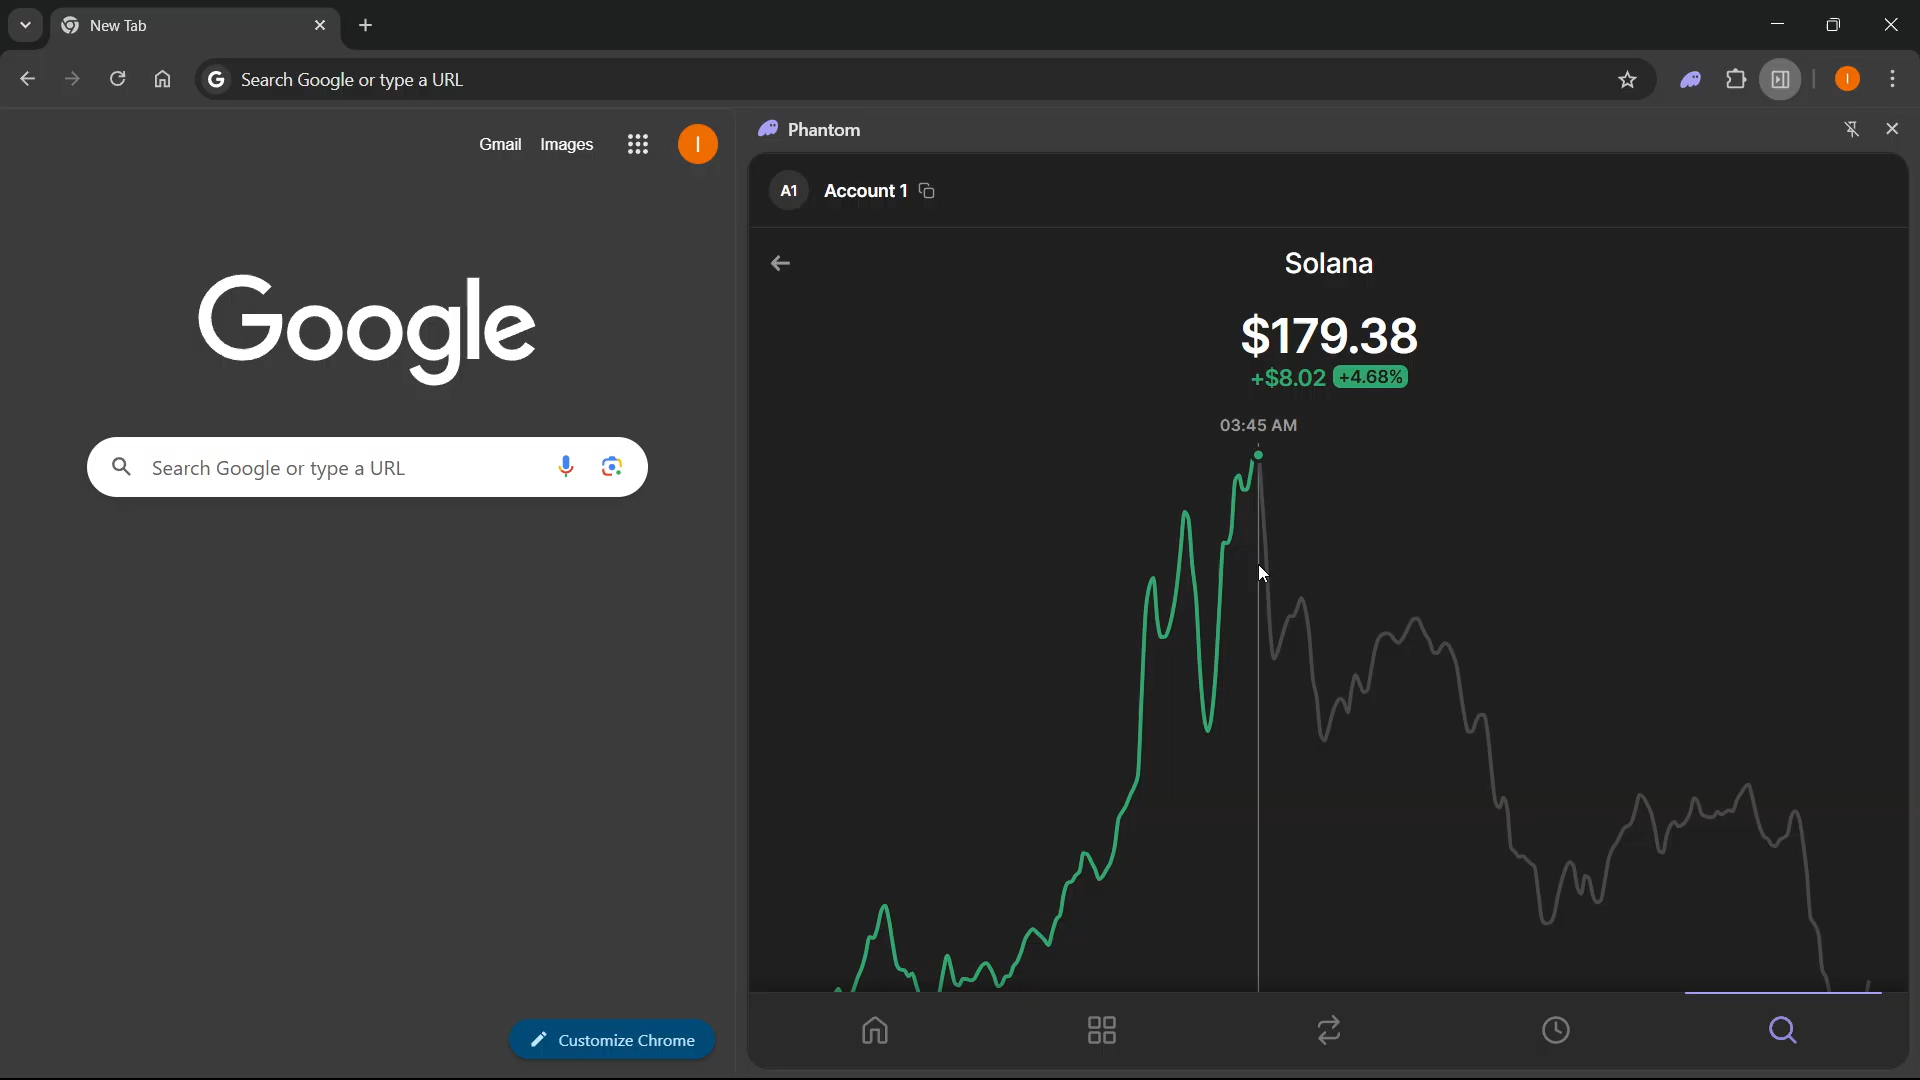 New Tab
Search Google or type a URL
Gmail Images
I
I
Google
Search Google or type a URL
Customize Chrome
Phantom
A1 Account 1
Solana
$179.38
+$8.02 +4.68%
03:45 AM